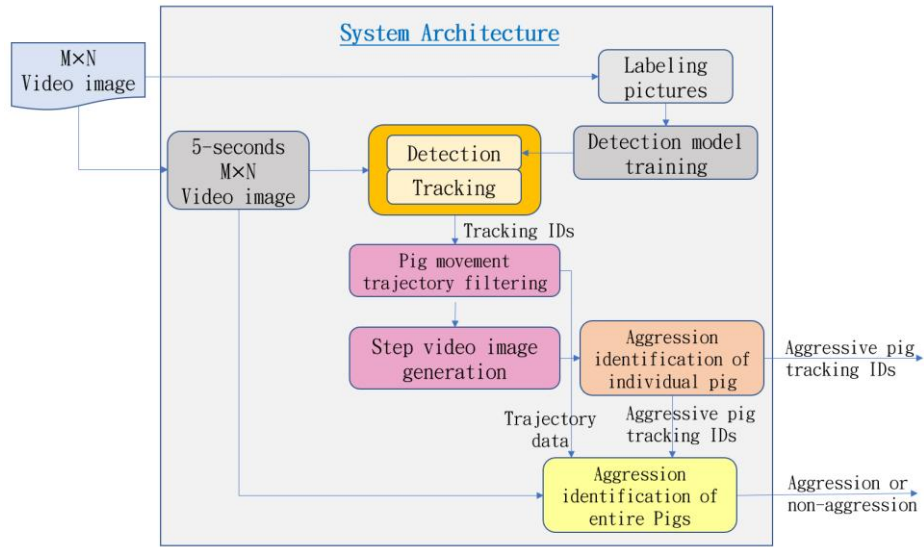 System Architecture
M×N
Video image
Labeling
pictures
5-seconds
M×N
Video image
Detection
Tracking
Detection model
training
Tracking IDs
Pig movement
trajectory filtering
Step video image
generation
Aggression
identification of
individual pig
Aggressive pig
tracking IDs
Trajectory
data
Aggressive pig
tracking IDs
Aggression
identification of
entire Pigs
Aggression or
non-aggression